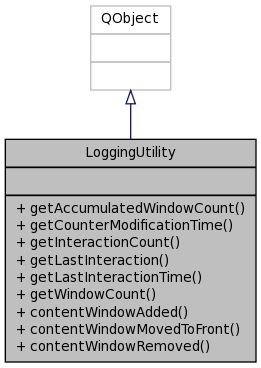 QObject
LoggingUtility
+ getAccumulatedWindowCount()
+ getCounterModificationTime()
+ getInteractionCount()
+ getLastInteraction()
+ getLastInteractionTime()
+ getWindowCount()
+ contentWindowAdded()
+ contentWindowMovedToFront()
+ contentWindowRemoved()